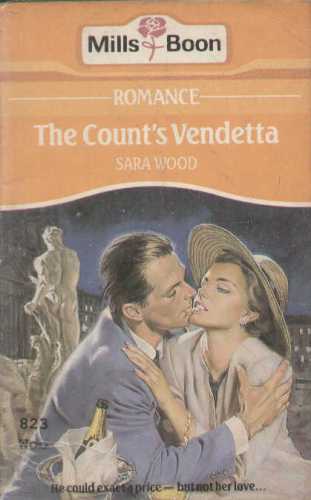 Mills & Boon
ROMANCE
The Count's Vendetta
SARA WOOD
823
He could exact a price — but not her love...